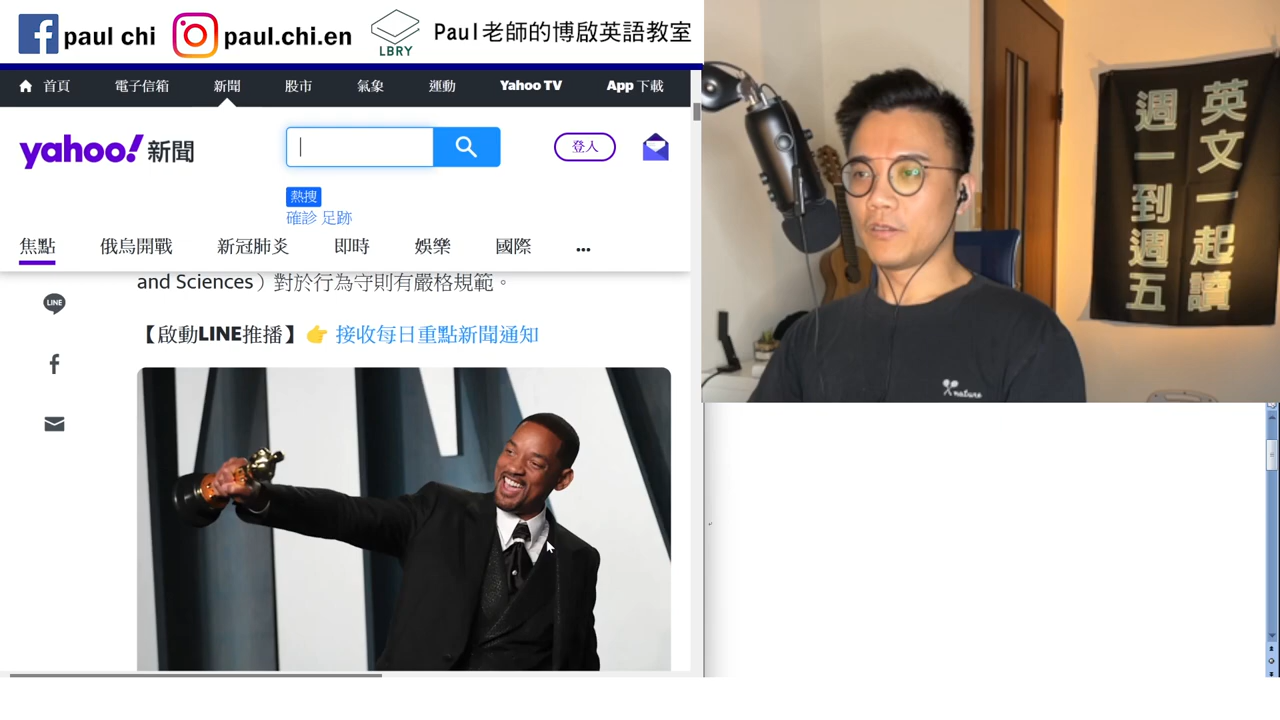 paul chi
paul.chi.en
LBRY
Paul老師的博啟英語教室
首頁
電子信箱
新聞
股市
氣象
運動
Yahoo TV
App 下載
yahoo!新聞
登入
熱搜
確診 足跡
焦點
俄烏開戰
新冠肺炎
即時
娛樂
國際
...
and Sciences）對於行為守則有嚴格規範。
LINE
【啟動LINE推播】👉 接收每日重點新聞通知
英文一起讀
週一到週五
nature